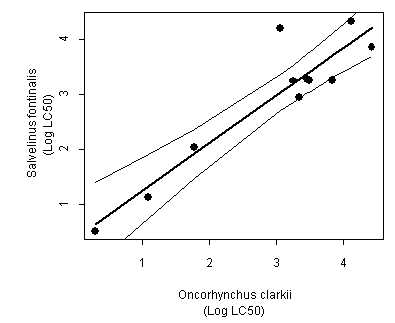 Salvelinus fontinalis
(Log LC50)
4
3
2
1
1 2 3 4
Oncorhynchus clarkii
(Log LC50)